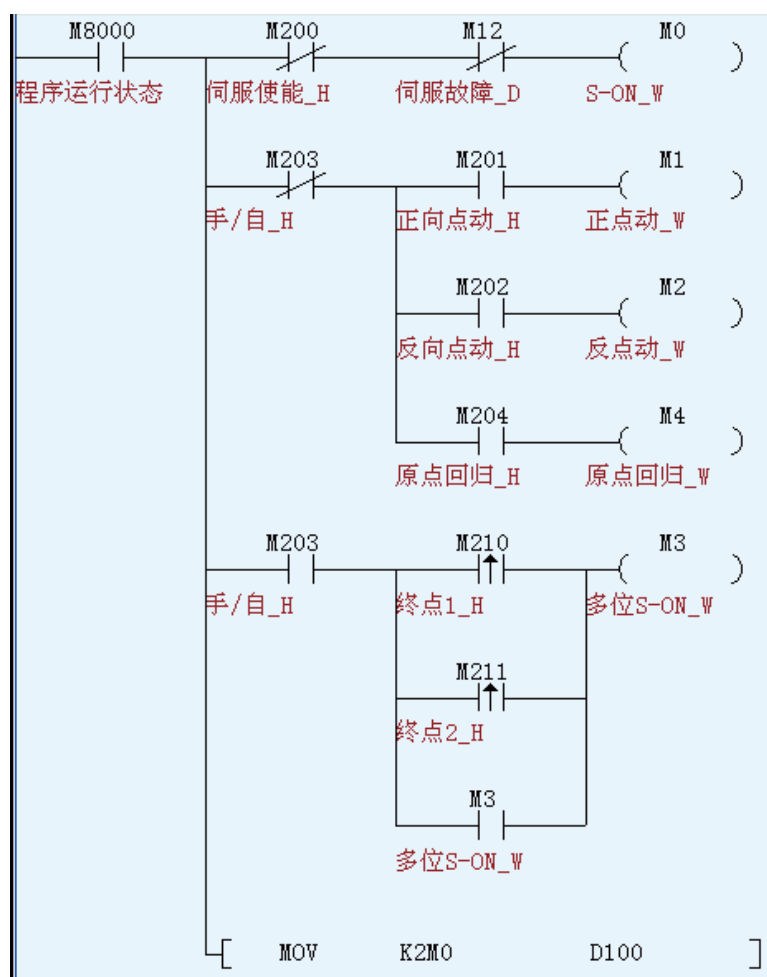 M8000 M200 M12 M0
程序运行状态 伺服使能_H 伺服故障_D S-ON_W
M203 M201 M1
手/自_H 正向点动_H 正点动_W
M202 M2
反向点动_H 反点动_W
M204 M4
原点回归_H 原点回归_W
M203 M210 M3
手/自_H 终点1_H 多位S-ON_W
M211
终点2_H
M3
多位S-ON_W
MOV K2M0 D100